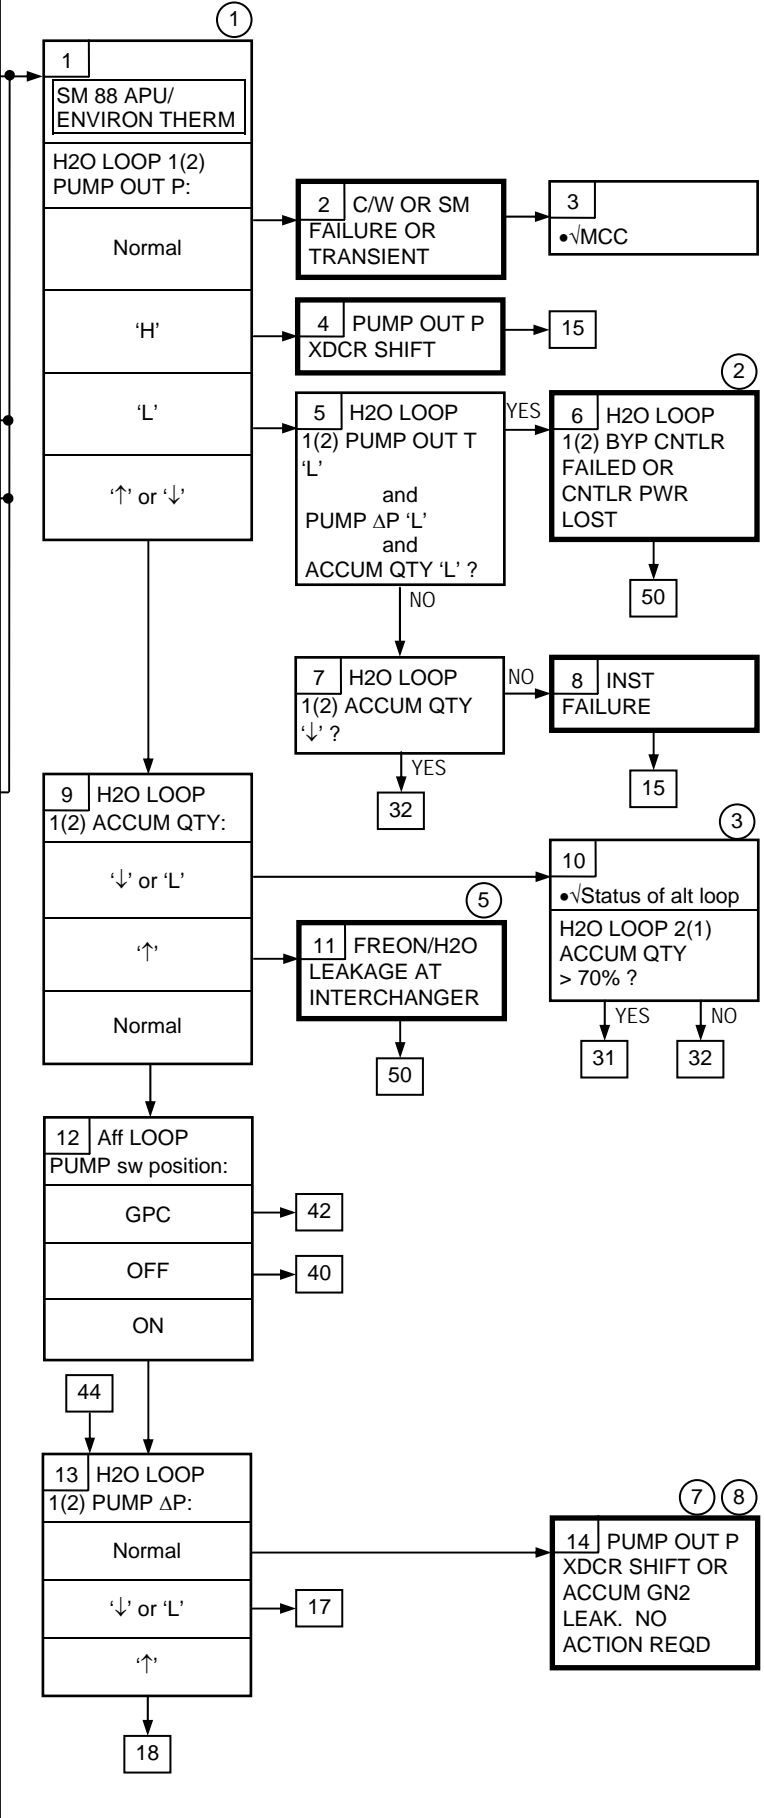 1
1
SM 88 APU/
ENVIRON THERM
H2O LOOP 1(2)
PUMP OUT P:
Normal
'H'
'L'
'↑' or '↓'
2 C/W OR SM
FAILURE OR
TRANSIENT
3
•√MCC
4 PUMP OUT P
XDCR SHIFT
15
5 H2O LOOP
1(2) PUMP OUT T
'L'
and
PUMP ∆P 'L'
and
ACCUM QTY 'L' ?
YES
NO
2
6 H2O LOOP
1(2) BYP CNTLR
FAILED OR
CNTLR PWR
LOST
50
7 H2O LOOP
1(2) ACCUM QTY
'↓' ?
NO
YES
32
8 INST
FAILURE
15
9 H2O LOOP
1(2) ACCUM QTY:
'↓' or 'L'
'↑'
Normal
3
10
•√Status of alt loop
H2O LOOP 2(1)
ACCUM QTY
> 70% ?
YES
NO
31
32
5
11 FREON/H2O
LEAKAGE AT
INTERCHANGER
50
12 Aff LOOP
PUMP sw position:
GPC
OFF
ON
42
40
44
13 H2O LOOP
1(2) PUMP ∆P:
Normal
'↓' or 'L'
'↑'
17
18
7 8
14 PUMP OUT P
XDCR SHIFT OR
ACCUM GN2
LEAK. NO
ACTION REQD